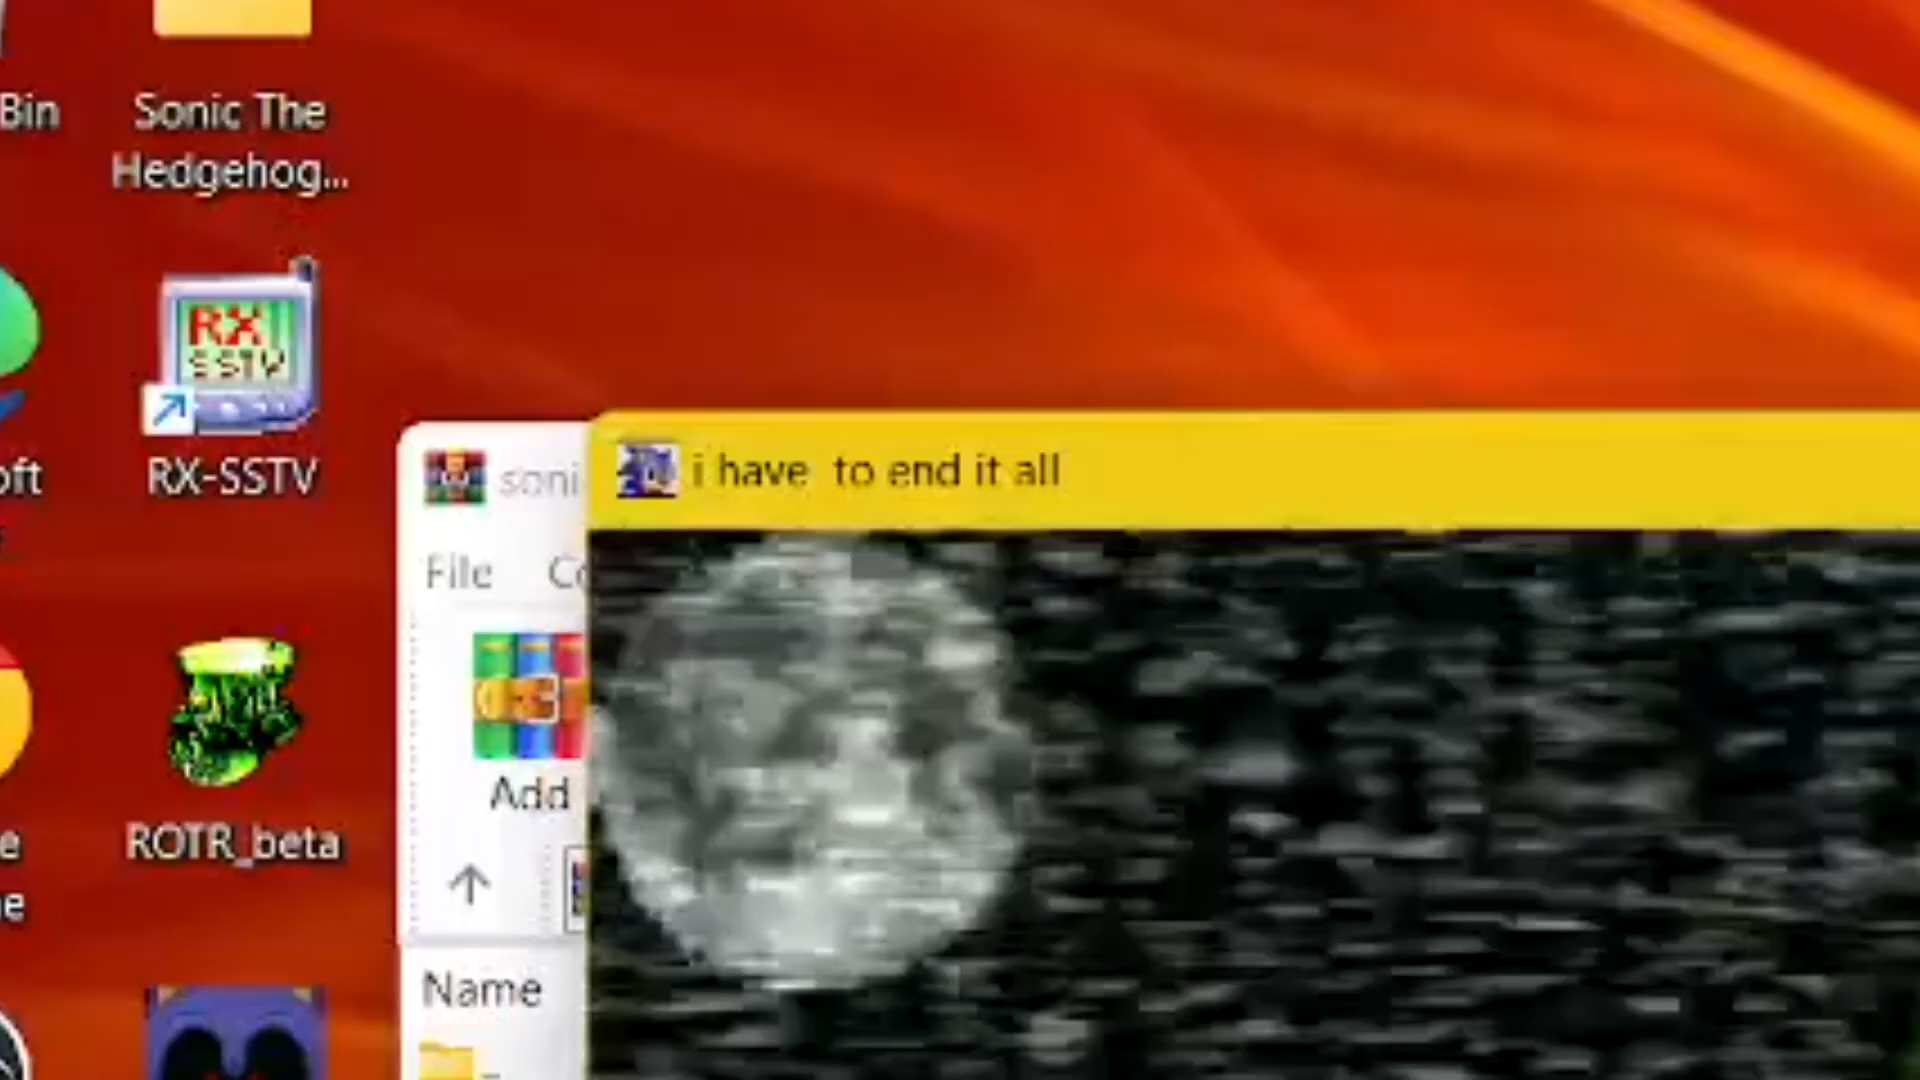 Bin
Sonic The
Hedgehog...
RX
SSTV
oft
RX-SSTV
soni
i have  to end it all
File
Co
Add
e
ROTR_beta
e
Name